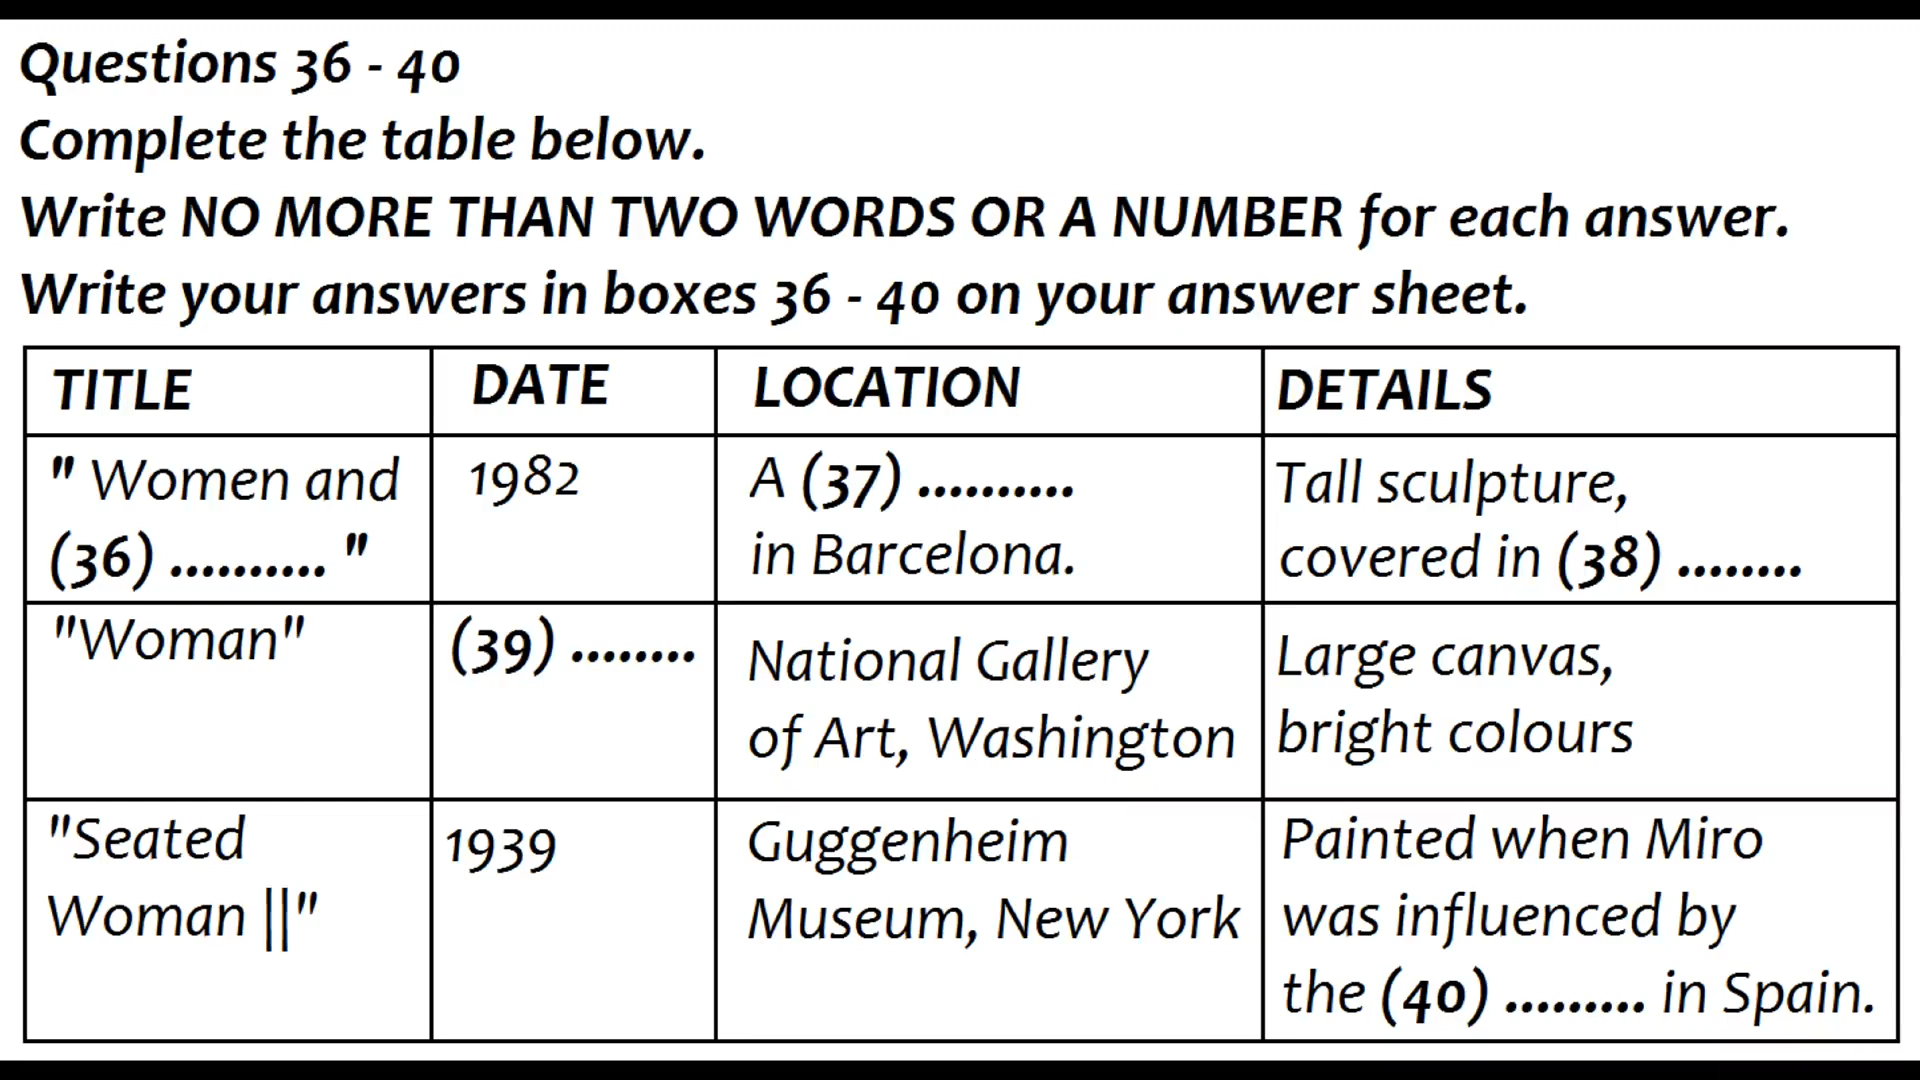 Questions 36 - 40
Complete the table below.
Write NO MORE THAN TWO WORDS OR A NUMBER for each answer.
Write your answers in boxes 36 - 40 on your answer sheet.
TITLE DATE LOCATION DETAILS
" Women and
(36) .......... "
1982
A (37) ..........
in Barcelona.
Tall sculpture,
covered in (38) ........
"Woman"
(39) ........
National Gallery
of Art, Washington
Large canvas,
bright colours
"Seated
Woman ||"
1939
Guggenheim
Museum, New York
Painted when Miro
was influenced by
the (40) ......... in Spain.